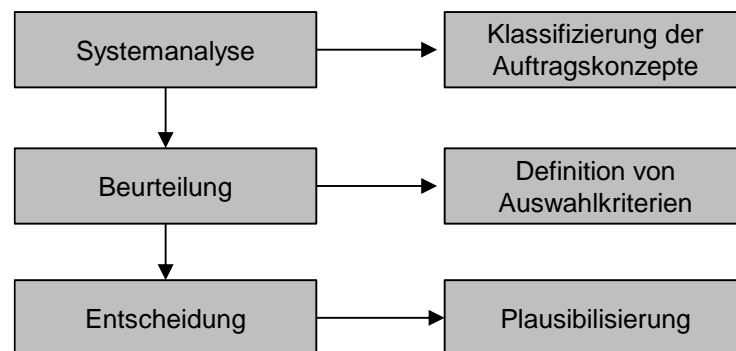 Systemanalyse
Klassifizierung der
Auftragskonzepte
Beurteilung
Definition von
Auswahlkriterien
Entscheidung
Plausibilisierung